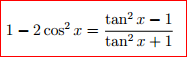 1 − 2 cos² x = (tan² x − 1) / (tan² x + 1)